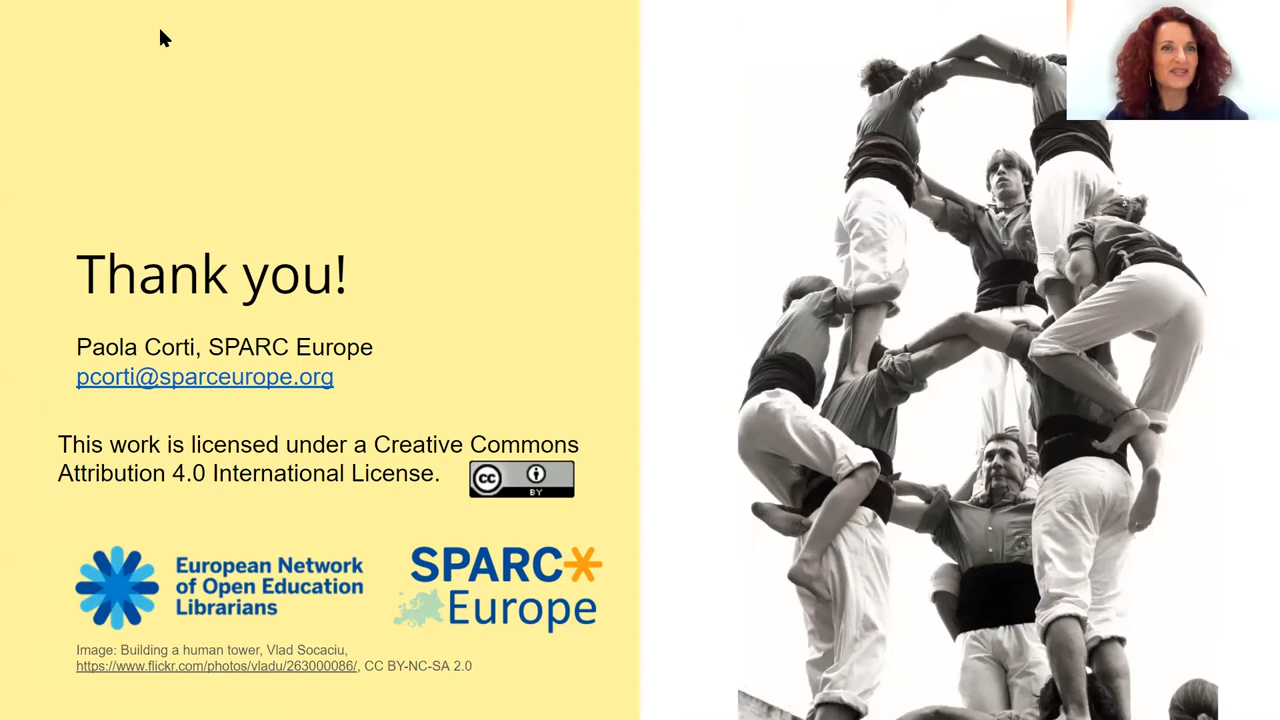 Thank you!
Paola Corti, SPARC Europe
pcorti@sparceurope.org
This work is licensed under a Creative Commons
Attribution 4.0 International License.
CC
BY
European Network
of Open Education
Librarians
SPARC
Europe
Image: Building a human tower, Vlad Socaciu,
https://www.flickr.com/photos/vladu/263000086/, CC BY-NC-SA 2.0